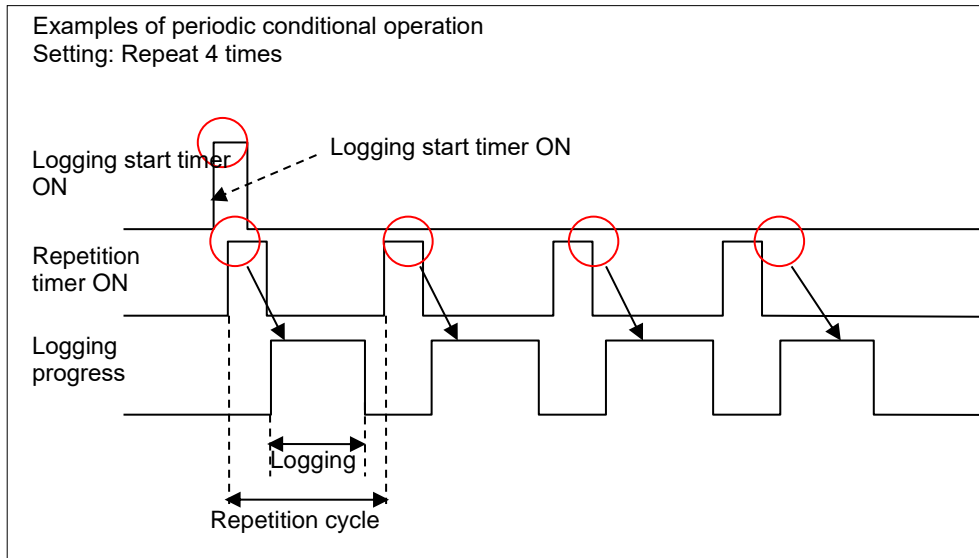 Examples of periodic conditional operation
Setting: Repeat 4 times
Logging start timer
ON
Logging start timer ON
Repetition
timer ON
Logging
progress
Logging
Repetition cycle